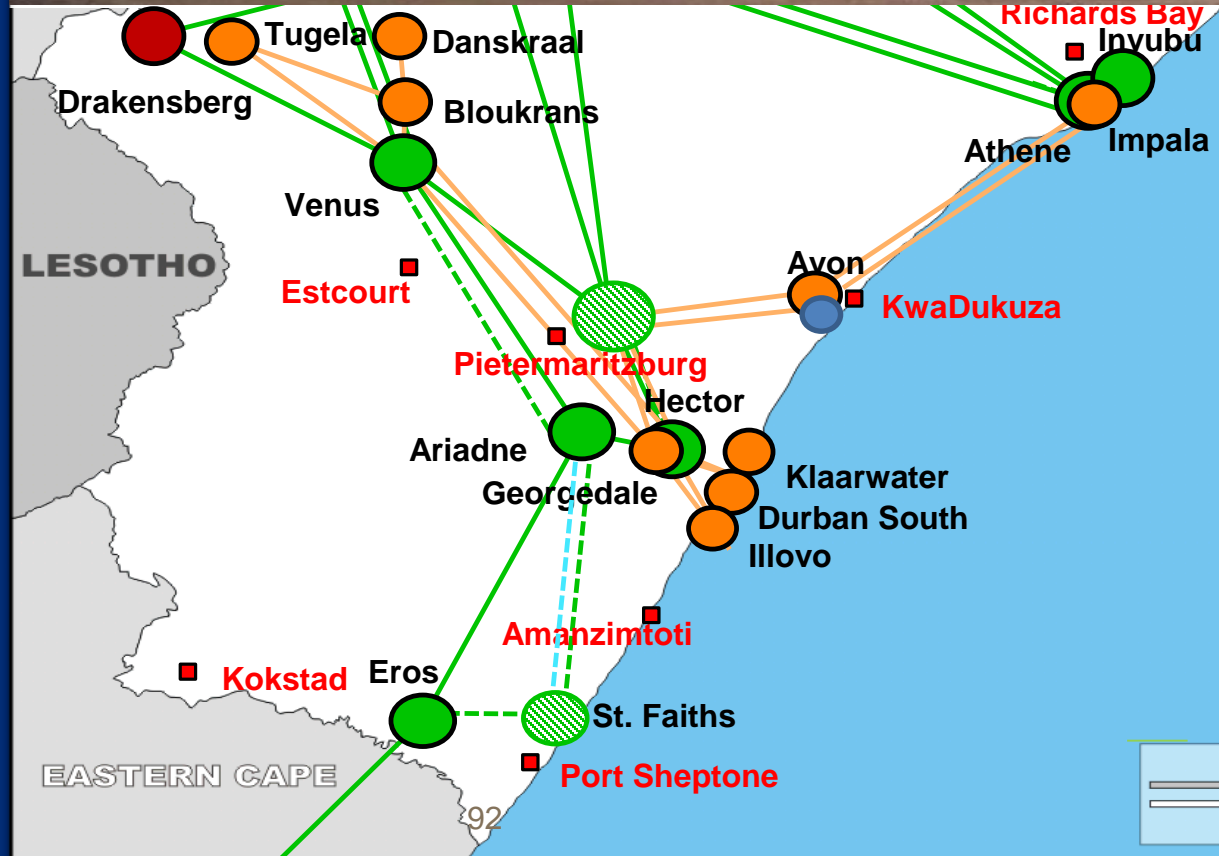 Richards Bay
Tugela
Danskraal
Invubu
Drakensberg
Bloukrans
Impala
Athene
Venus
LESOTHO
Avon
Estcourt
KwaDukuza
Pietermaritzburg
Hector
Ariadne
Klaarwater
Georgedale
Durban South
Illovo
Amanzimtoti
Eros
Kokstad
St. Faiths
EASTERN CAPE
Port Sheptone
92